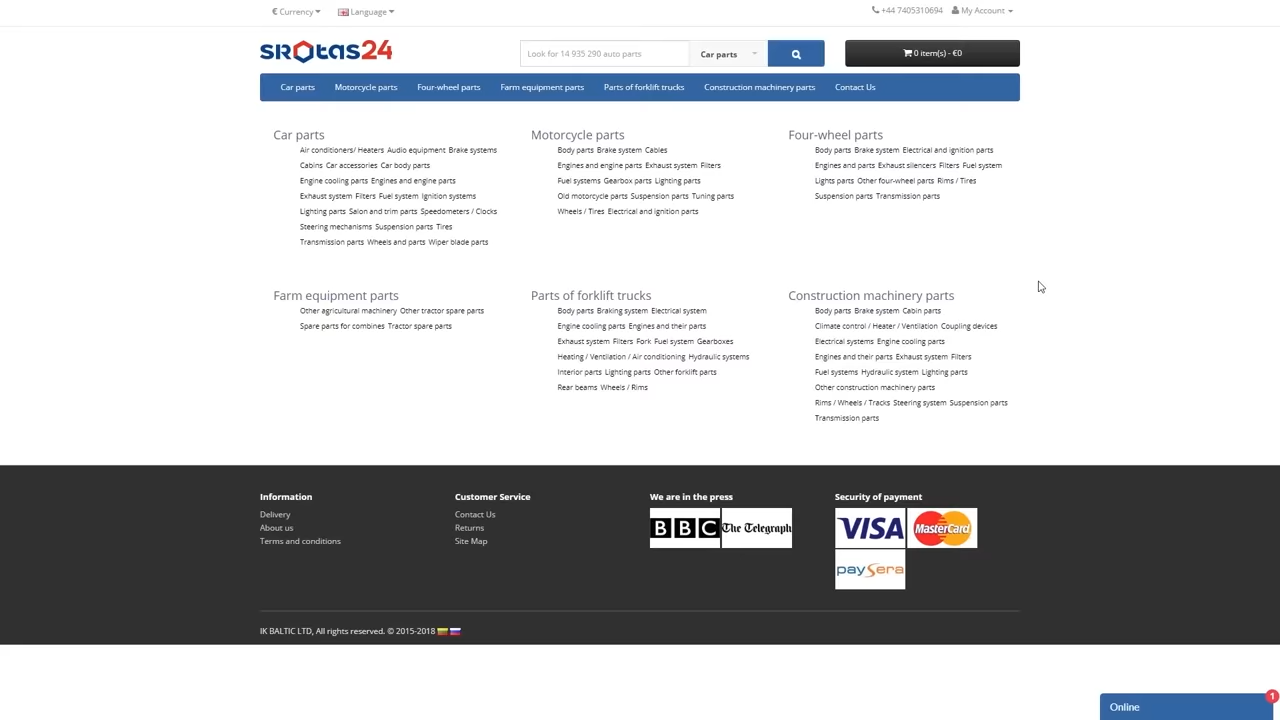 € Currency
Language
+44 7405310694
My Account
SROTAS24
Look for 14 935 290 auto parts
Car parts
0 item(s) - €0
Car parts
Motorcycle parts
Four-wheel parts
Farm equipment parts
Parts of forklift trucks
Construction machinery parts
Contact Us
Car parts
Air conditioners/ Heaters Audio equipment Brake systems
Cabins Car accessories Car body parts
Engine cooling parts Engines and engine parts
Exhaust system Filters Fuel system Ignition systems
Lighting parts Salon and trim parts Speedometers / Clocks
Steering mechanisms Suspension parts Tires
Transmission parts Wheels and parts Wiper blade parts
Motorcycle parts
Body parts Brake system Cables
Engines and engine parts Exhaust system Filters
Fuel systems Gearbox parts Lighting parts
Old motorcycle parts Suspension parts Tuning parts
Wheels / Tires Electrical and ignition parts
Four-wheel parts
Body parts Brake system Electrical and ignition parts
Engines and parts Exhaust silencers Filters Fuel system
Lights parts Other four-wheel parts Rims / Tires
Suspension parts Transmission parts
Farm equipment parts
Other agricultural machinery Other tractor spare parts
Spare parts for combines Tractor spare parts
Parts of forklift trucks
Body parts Braking system Electrical system
Engine cooling parts Engines and their parts
Exhaust system Filters Fork Fuel system Gearboxes
Heating / Ventilation / Air conditioning Hydraulic systems
Interior parts Lighting parts Other forklift parts
Rear beams Wheels / Rims
Construction machinery parts
Body parts Brake system Cabin parts
Climate control / Heater / Ventilation Coupling devices
Electrical systems Engine cooling parts
Engines and their parts Exhaust system Filters
Fuel systems Hydraulic system Lighting parts
Other construction machinery parts
Rims / Wheels / Tracks Steering system Suspension parts
Transmission parts
Information
Delivery
About us
Terms and conditions
Customer Service
Contact Us
Returns
Site Map
We are in the press
BBC
The Telegraph
Security of payment
VISA
MasterCard
paysera
IK BALTIC LTD, All rights reserved. © 2015-2018
Online
1